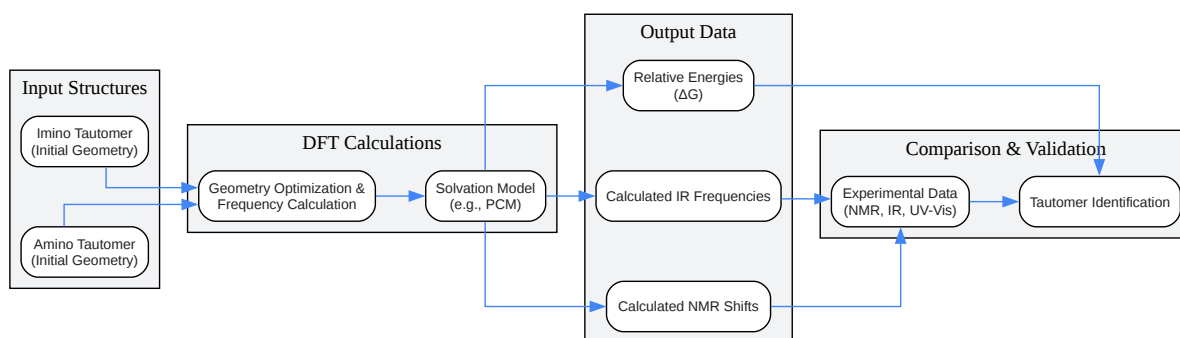 Input Structures
Imino Tautomer
(Initial Geometry)
Amino Tautomer
(Initial Geometry)
DFT Calculations
Geometry Optimization &
Frequency Calculation
Solvation Model
(e.g., PCM)
Output Data
Relative Energies
(ΔG)
Calculated IR Frequencies
Calculated NMR Shifts
Comparison & Validation
Experimental Data
(NMR, IR, UV-Vis)
Tautomer Identification